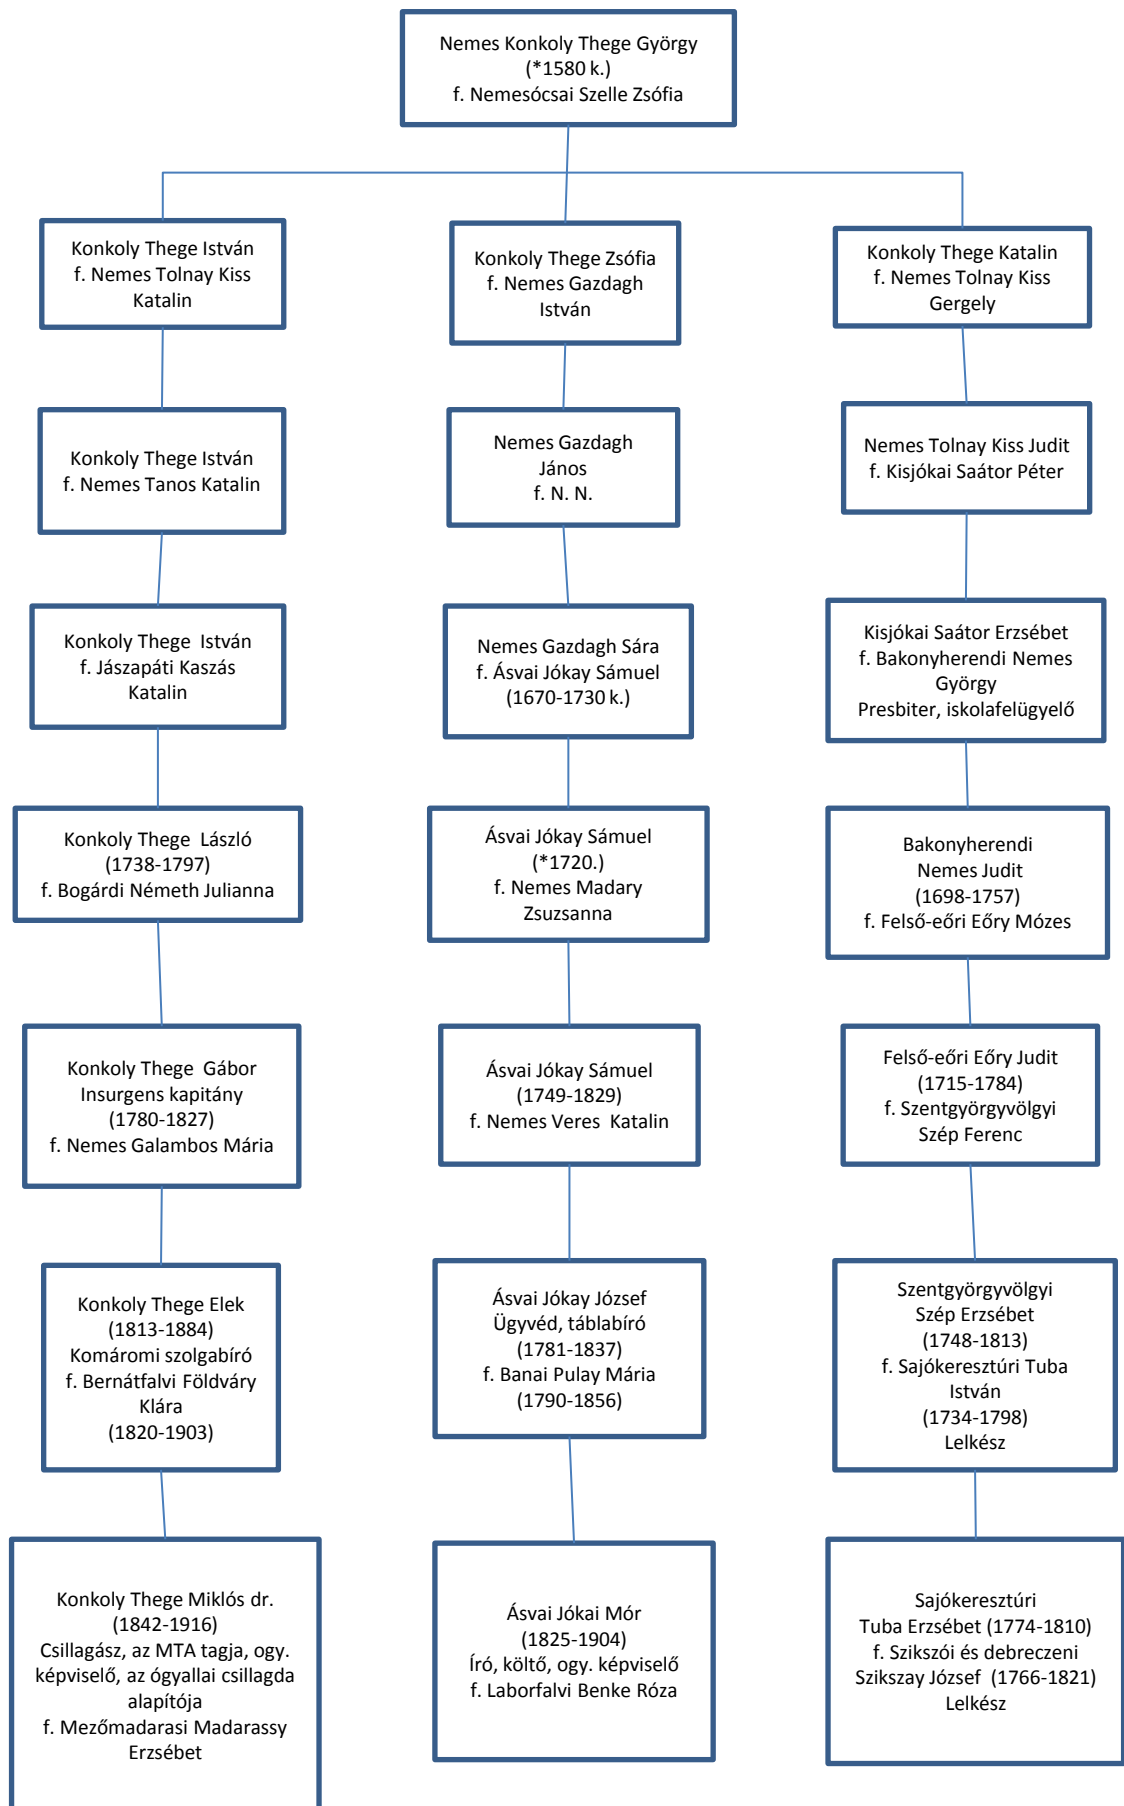 Nemes Konkoly Thege György
(*1580 k.)
f. Nemesócsai Szelle Zsófia
Konkoly Thege István
f. Nemes Tolnay Kiss
Katalin
Konkoly Thege Zsófia
f. Nemes Gazdagh
István
Konkoly Thege Katalin
f. Nemes Tolnay Kiss
Gergely
Konkoly Thege István
f. Nemes Tanos Katalin
Nemes Gazdagh
János
f. N. N.
Nemes Tolnay Kiss Judit
f. Kisjókai Saátor Péter
Konkoly Thege István
f. Jászapáti Kaszás
Katalin
Nemes Gazdagh Sára
f. Ásvai Jókay Sámuel
(1670-1730 k.)
Kisjókai Saátor Erzsébet
f. Bakonyherendi Nemes
György
Presbiter, iskolafelügyelő
Konkoly Thege László
(1738-1797)
f. Bogárdi Németh Julianna
Ásvai Jókay Sámuel
(*1720.)
f. Nemes Madary
Zsuzsanna
Bakonyherendi
Nemes Judit
(1698-1757)
f. Felső-eőri Eőry Mózes
Konkoly Thege Gábor
Insurgens kapitány
(1780-1827)
f. Nemes Galambos Mária
Ásvai Jókay Sámuel
(1749-1829)
f. Nemes Veres Katalin
Felső-eőri Eőry Judit
(1715-1784)
f. Szentgyörgyvölgyi
Szép Ferenc
Konkoly Thege Elek
(1813-1884)
Komáromi szolgabíró
f. Bernátfalvi Földváry
Klára
(1820-1903)
Ásvai Jókay József
Ügyvéd, táblabíró
(1781-1837)
f. Banai Pulay Mária
(1790-1856)
Szentgyörgyvölgyi
Szép Erzsébet
(1748-1813)
f. Sajókeresztúri Tuba
István
(1734-1798)
Lelkész
Konkoly Thege Miklós dr.
(1842-1916)
Csillagász, az MTA tagja, ogy.
képviselő, az ógyallai csillagda
alapítója
f. Mezőmadarasi Madarassy
Erzsébet
Ásvai Jókai Mór
(1825-1904)
Író, költő, ogy. képviselő
f. Laborfalvi Benke Róza
Sajókeresztúri
Tuba Erzsébet (1774-1810)
f. Szikszói és debreczeni
Szikszay József (1766-1821)
Lelkész